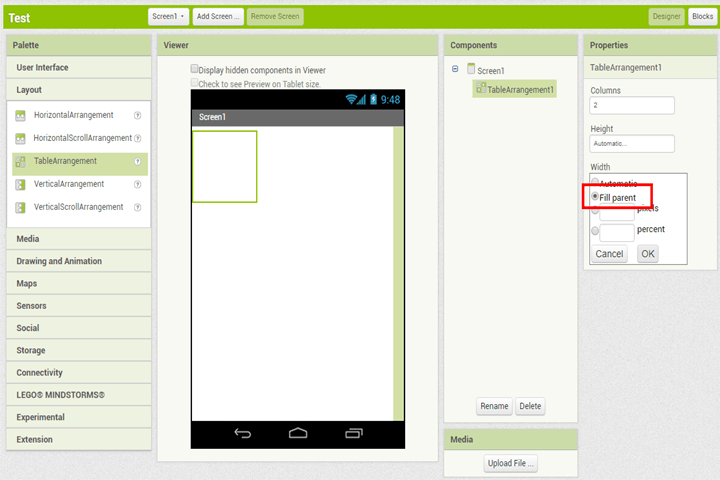 Test
Screen1
Add Screen ...
Remove Screen
Designer
Blocks
Palette
User Interface
Layout
HorizontalArrangement
?
HorizontalScrollArrangement
?
TableArrangement
?
VerticalArrangement
?
VerticalScrollArrangement
?
Media
Drawing and Animation
Maps
Sensors
Social
Storage
Connectivity
LEGO® MINDSTORMS®
Experimental
Extension
Viewer
Display hidden components in Viewer
Check to see Preview on Tablet size.
9:48
Screen1
Components
Screen1
TableArrangement1
Rename
Delete
Media
Upload File ...
Properties
TableArrangement1
Columns
2
Height
Automatic...
Width
Automatic
Fill parent
pixels
percent
Cancel
OK